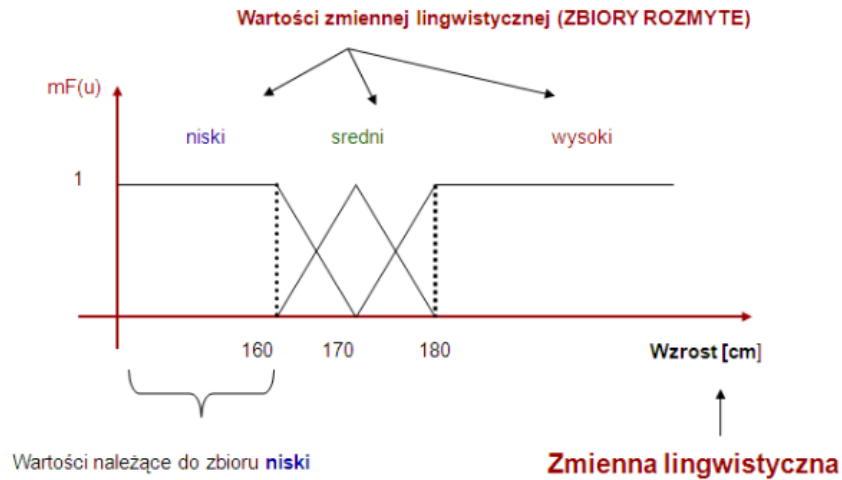 Wartości zmiennej lingwistycznej (ZBIORY ROZMYTE)
mF(u)
niski sredni wysoki
1
160 170 180 Wzrost [cm]
Wartości należące do zbioru niski
Zmienna lingwistyczna